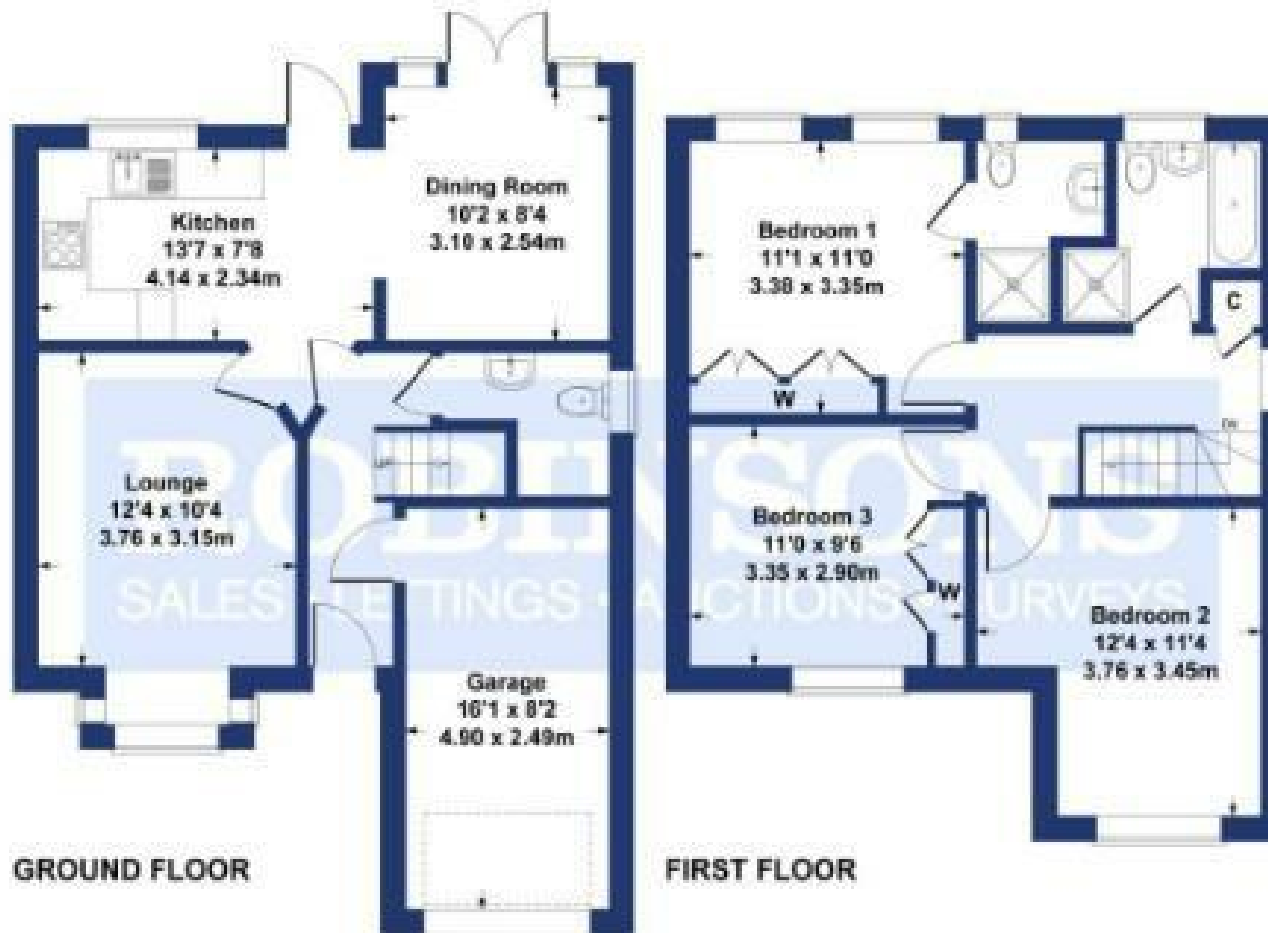 Kitchen
13'7 x 7'8
4.14 x 2.34m
Dining Room
10'2 x 8'4
3.10 x 2.54m
Lounge
12'4 x 10'4
3.76 x 3.15m
UP
Garage
16'1 x 8'2
4.90 x 2.49m
GROUND FLOOR
Bedroom 1
11'1 x 11'0
3.38 x 3.35m
W
C
DN
Bedroom 3
11'0 x 9'6
3.35 x 2.90m
W
Bedroom 2
12'4 x 11'4
3.76 x 3.45m
FIRST FLOOR
ROBINSONS
SALES · LETTINGS · AUCTIONS · SURVEYS